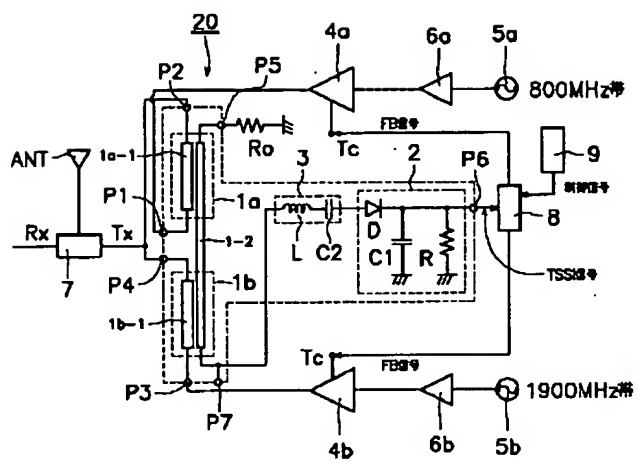 20
4a
6a
5a
P2
P5
800MHz帯
FB信号
ANT
1a-1
Ro
Tc
9
3
2
P6
P1
1a
制御信号
Rx
Tx
1-2
L
C2
D
8
7
P4
C1
R
1b
TSSI信号
1b-1
Tc
FB信号
P3
P7
1900MHz帯
4b
6b
5b